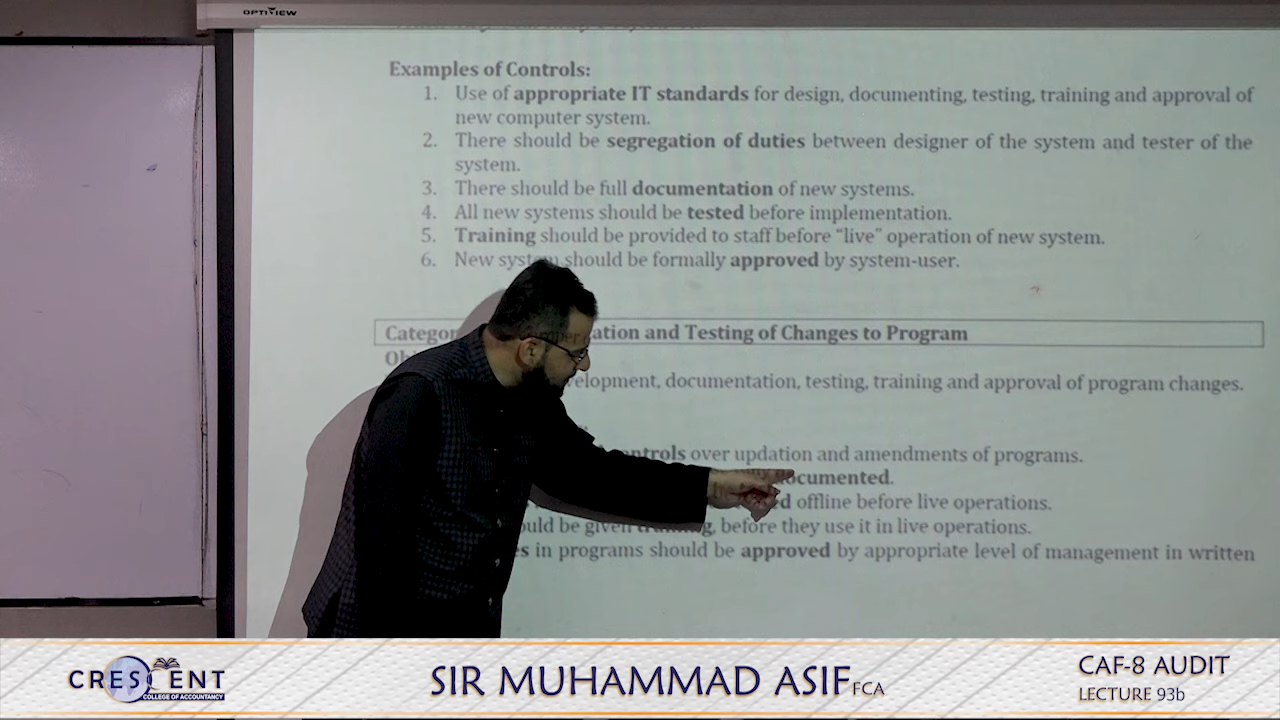 OPTIVIEW
Examples of Controls:
1. Use of appropriate IT standards for design, documenting, testing, training and approval of
new computer system.
2. There should be segregation of duties between designer of the system and tester of the
system.
3. There should be full documentation of new systems.
4. All new systems should be tested before implementation.
5. Training should be provided to staff before "live" operation of new system.
6. New system should be formally approved by system-user.
Categor ation and Testing of Changes to Program
velopment, documentation, testing, training and approval of program changes.
ntrols over updation and amendments of programs.
ocumented.
ed offline before live operations.
ould be given training, before they use it in live operations.
es in programs should be approved by appropriate level of management in written
CRESCENT
COLLEGE OF ACCOUNTANCY
SIR MUHAMMAD ASIF FCA
CAF-8 AUDIT
LECTURE 93b